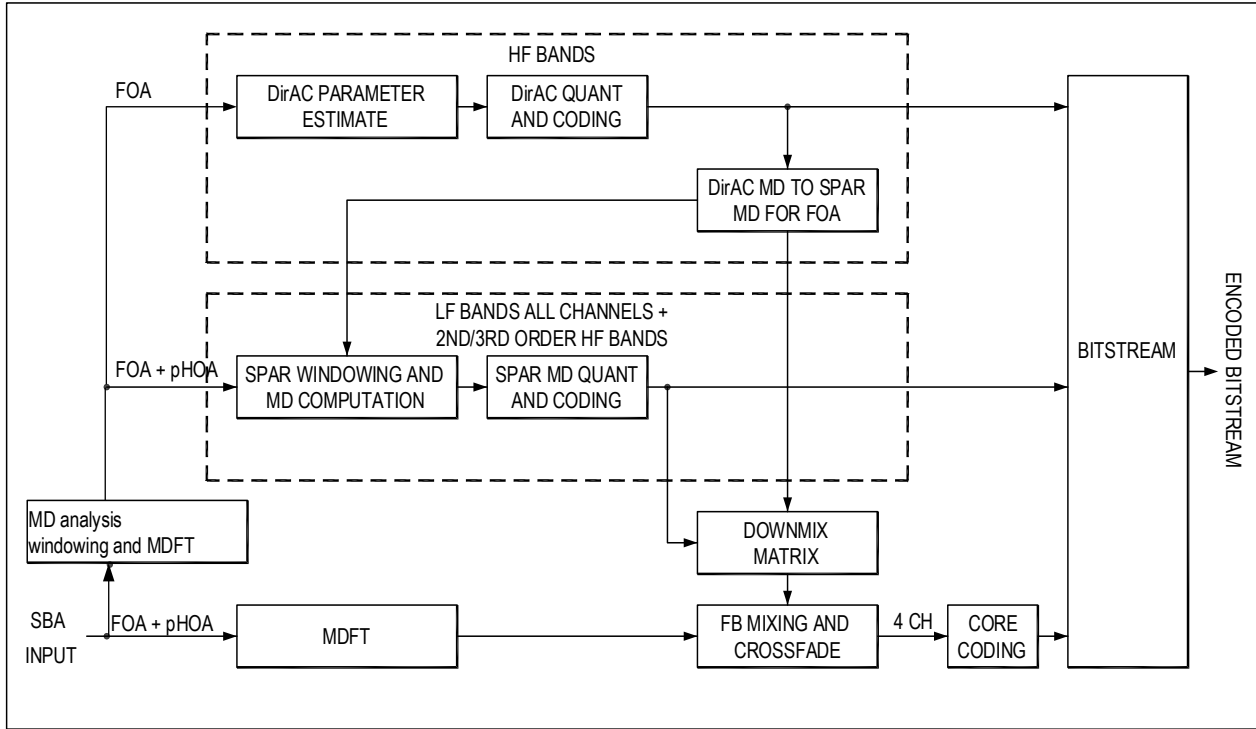 HF BANDS
FOA
DirAC PARAMETER
ESTIMATE
DirAC QUANT
AND CODING
DirAC MD TO SPAR
MD FOR FOA
LF BANDS ALL CHANNELS +
2ND/3RD ORDER HF BANDS
FOA + pHOA
SPAR WINDOWING AND
MD COMPUTATION
SPAR MD QUANT
AND CODING
BITSTREAM
ENCODED BITSTREAM
MD analysis
windowing and MDFT
DOWNMIX
MATRIX
SBA
INPUT
FOA + pHOA
MDFT
FB MIXING AND
CROSSFADE
4 CH
CORE
CODING